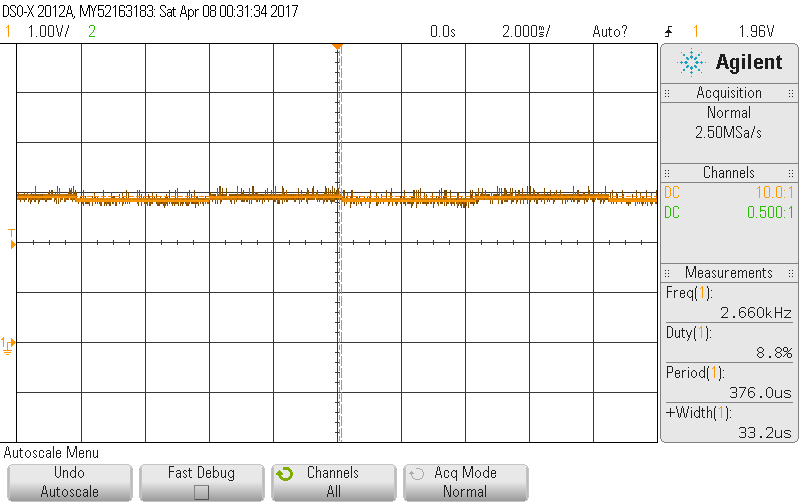 DSO-X 2012A, MY52163183: Sat Apr 08 00:31:34 2017
1 1.00V/ 2 0.0s 2.000ms/ Auto? 1 1.96V
Agilent
Acquisition
Normal
2.50MSa/s
Channels
DC 10.0:1
DC 0.500:1
T
1
Measurements
Freq(1):
2.660kHz
Duty(1):
8.8%
Period(1):
376.0us
+Width(1):
33.2us
Autoscale Menu
Undo
Autoscale
Fast Debug
Channels
All
Acq Mode
Normal